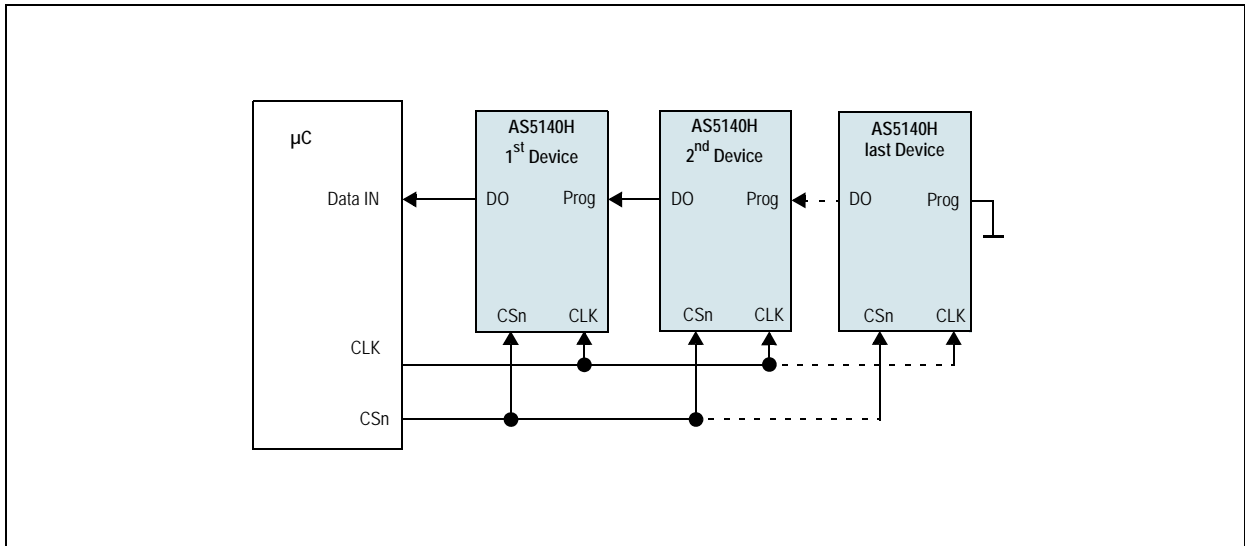 µC
Data IN
CLK
CSn
AS5140H
1st Device
DO Prog
CSn CLK
AS5140H
2nd Device
DO Prog
CSn CLK
AS5140H
last Device
DO Prog
CSn CLK